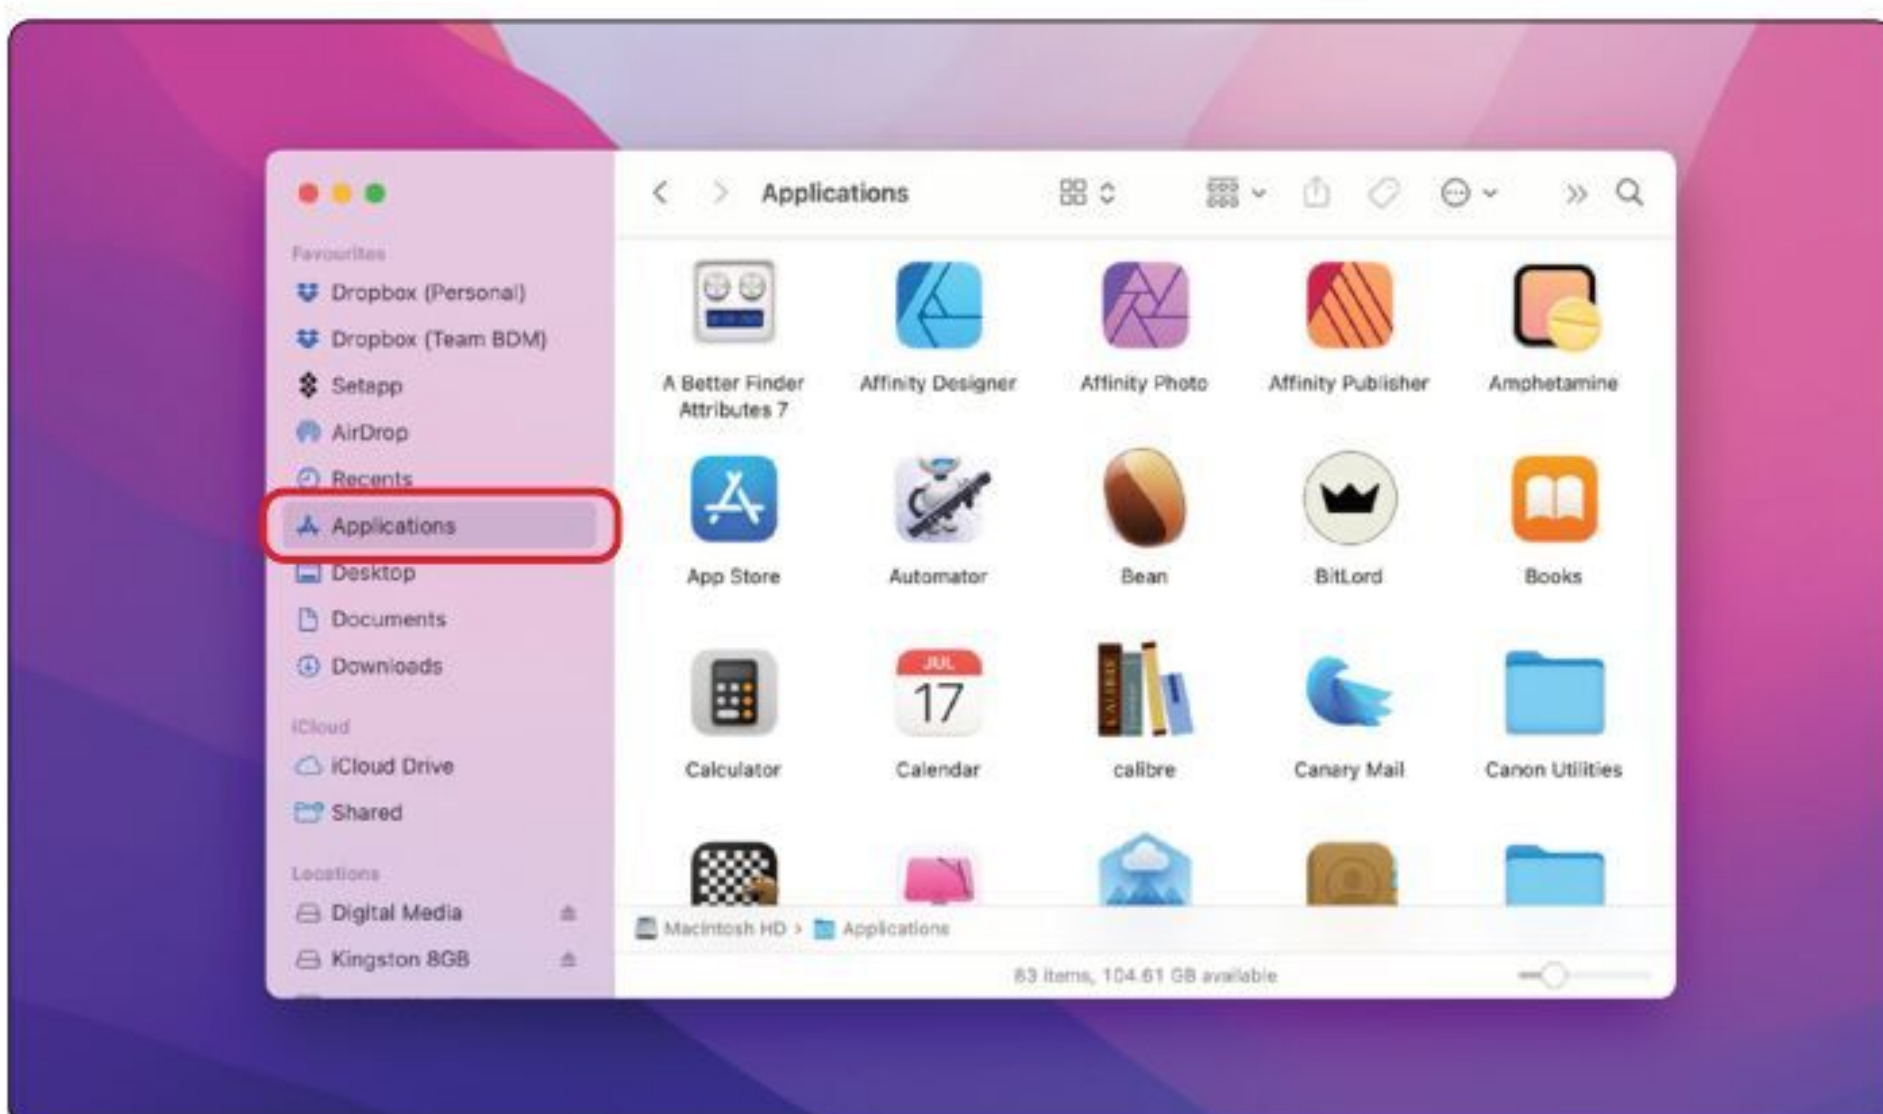 Applications
Favourites
Dropbox (Personal)
Dropbox (Team BDM)
Setapp
AirDrop
Recents
Applications
Desktop
Documents
Downloads
iCloud
iCloud Drive
Shared
Locations
Digital Media
Kingston 8GB
A Better Finder
Attributes 7
Affinity Designer
Affinity Photo
Affinity Publisher
Amphetamine
App Store
Automator
Bean
BitLord
Books
JUL
17
CALIBRE
Calculator
Calendar
calibre
Canary Mail
Canon Utilities
Macintosh HD › Applications
83 items, 104.61 GB available